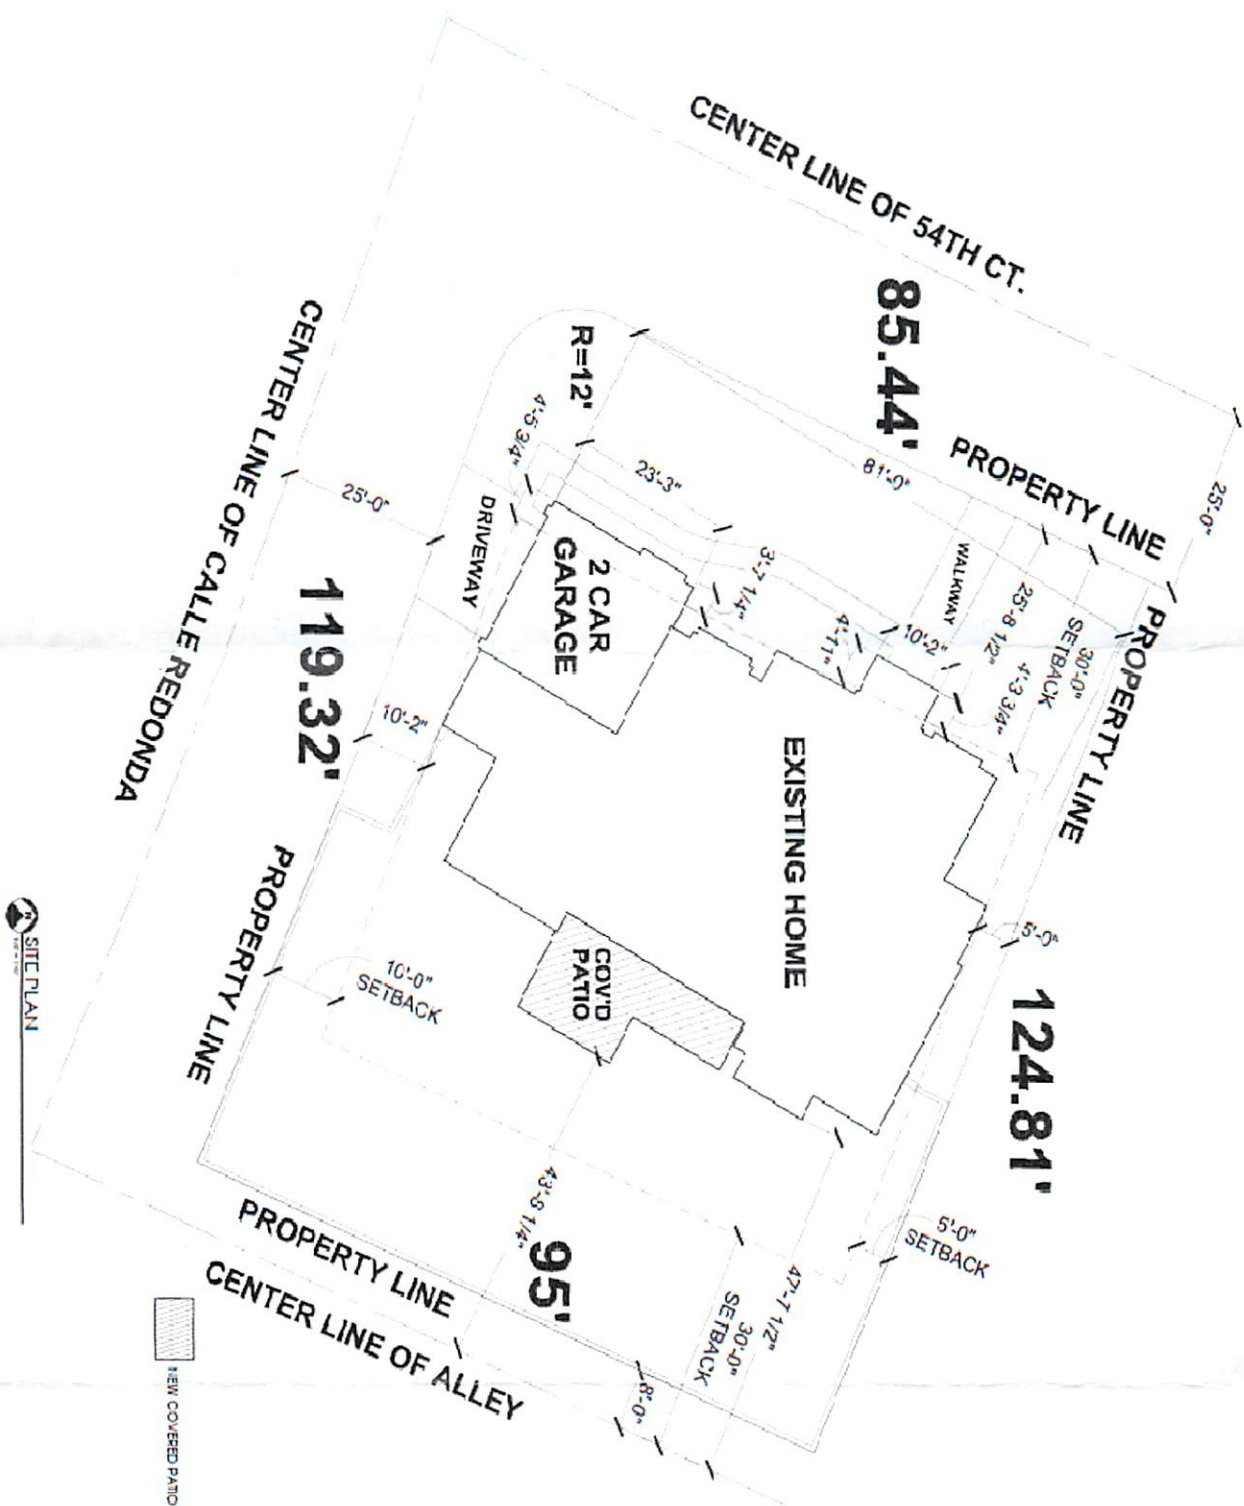 CENTER LINE OF 54TH CT.
85.44'
25'-0"
PROPERTY LINE
R=12'
4'-5 3/4"
23'-3"
81'-0"
WALKWAY
25'-8 1/2"
30'-0"
SETBACK
PROPERTY LINE
CENTER LINE OF CALLE REDONDA
25'-0"
DRIVEWAY
2 CAR
GARAGE
3'-7 1/4"
4'-1"
10'-2"
4'-3 3/4"
119.32'
10'-2"
EXISTING HOME
PROPERTY LINE
10'-0"
SETBACK
COV'D
PATIO
5'-0"
124.81'
5'-0"
SETBACK
SITE PLAN
PROPERTY LINE
95'
47'-7 1/2"
30'-0"
SETBACK
8'-0"
CENTER LINE OF ALLEY
NEW COVERED PATIO